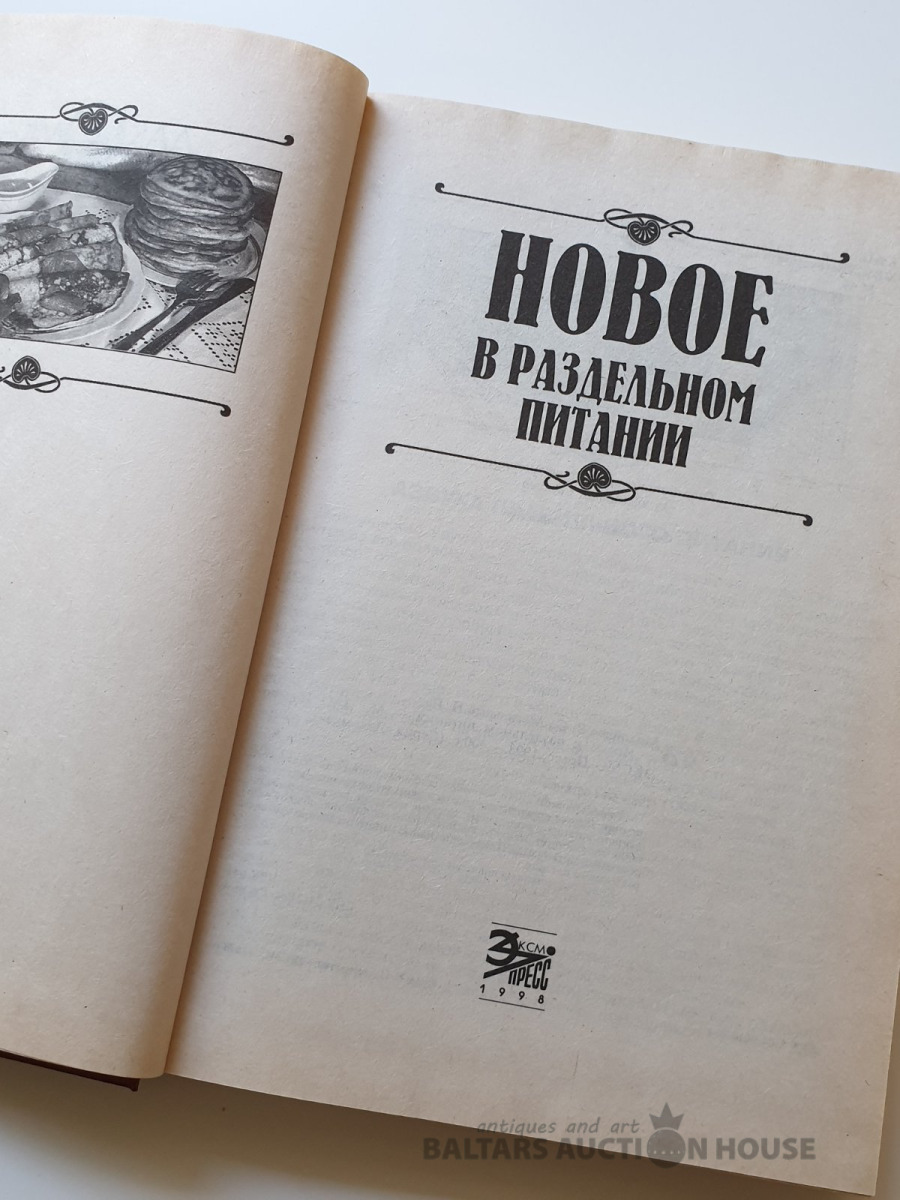 НОВОЕ
В РАЗДЕЛЬНОМ
ПИТАНИИ
ЭКСМО
ПРЕСС
1998
antiques and art
BALTARS AUCTION HOUSE